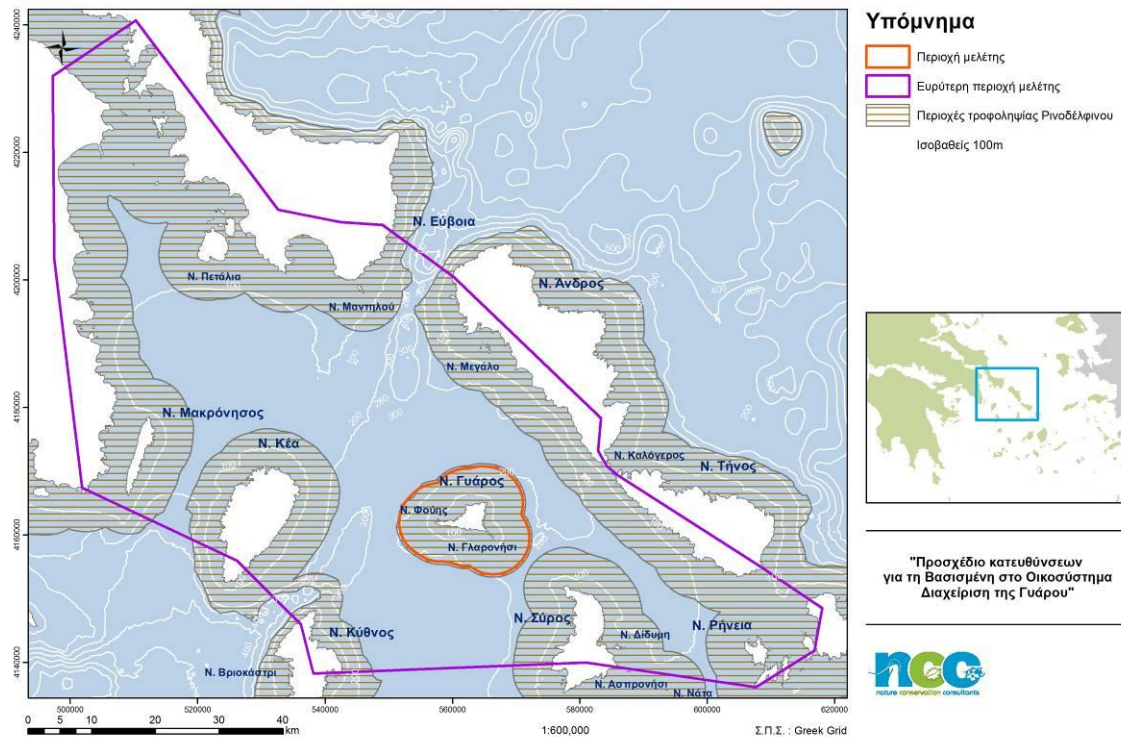 Υπόμνημα
Περιοχή μελέτης
Ευρύτερη περιοχή μελέτης
Περιοχές τροφοληψίας Ρινοδέλφινου
Ισοβαθείς 100m
Ν. Εύβοια
Ν. Πετάλια
Ν. Άνδρος
Ν. Μαντηλού
Ν. Μεγάλο
Ν. Μακρόνησος
Ν. Κέα
Ν. Καλόγερος
Ν. Τήνος
Ν. Γυάρος
Ν. Φούης
Ν. Γλαρονήσι
Ν. Σύρος
Ν. Δίδυμη
Ν. Ρήνεια
Ν. Κύθνος
Ν. Βριοκάστρι
Ν. Ασπρονήσι
Ν. Νάτα
4240000
4220000
4200000
4180000
4160000
4140000
500000 520000 540000 560000 580000 600000 620000
0 5 10 20 30 40
km
1:600,000
Σ.Π.Σ. : Greek Grid
"Προσχέδιο κατευθύνσεων
για τη Βασισμένη στο Οικοσύστημα
Διαχείριση της Γυάρου"
ncc
nature conservation consultants